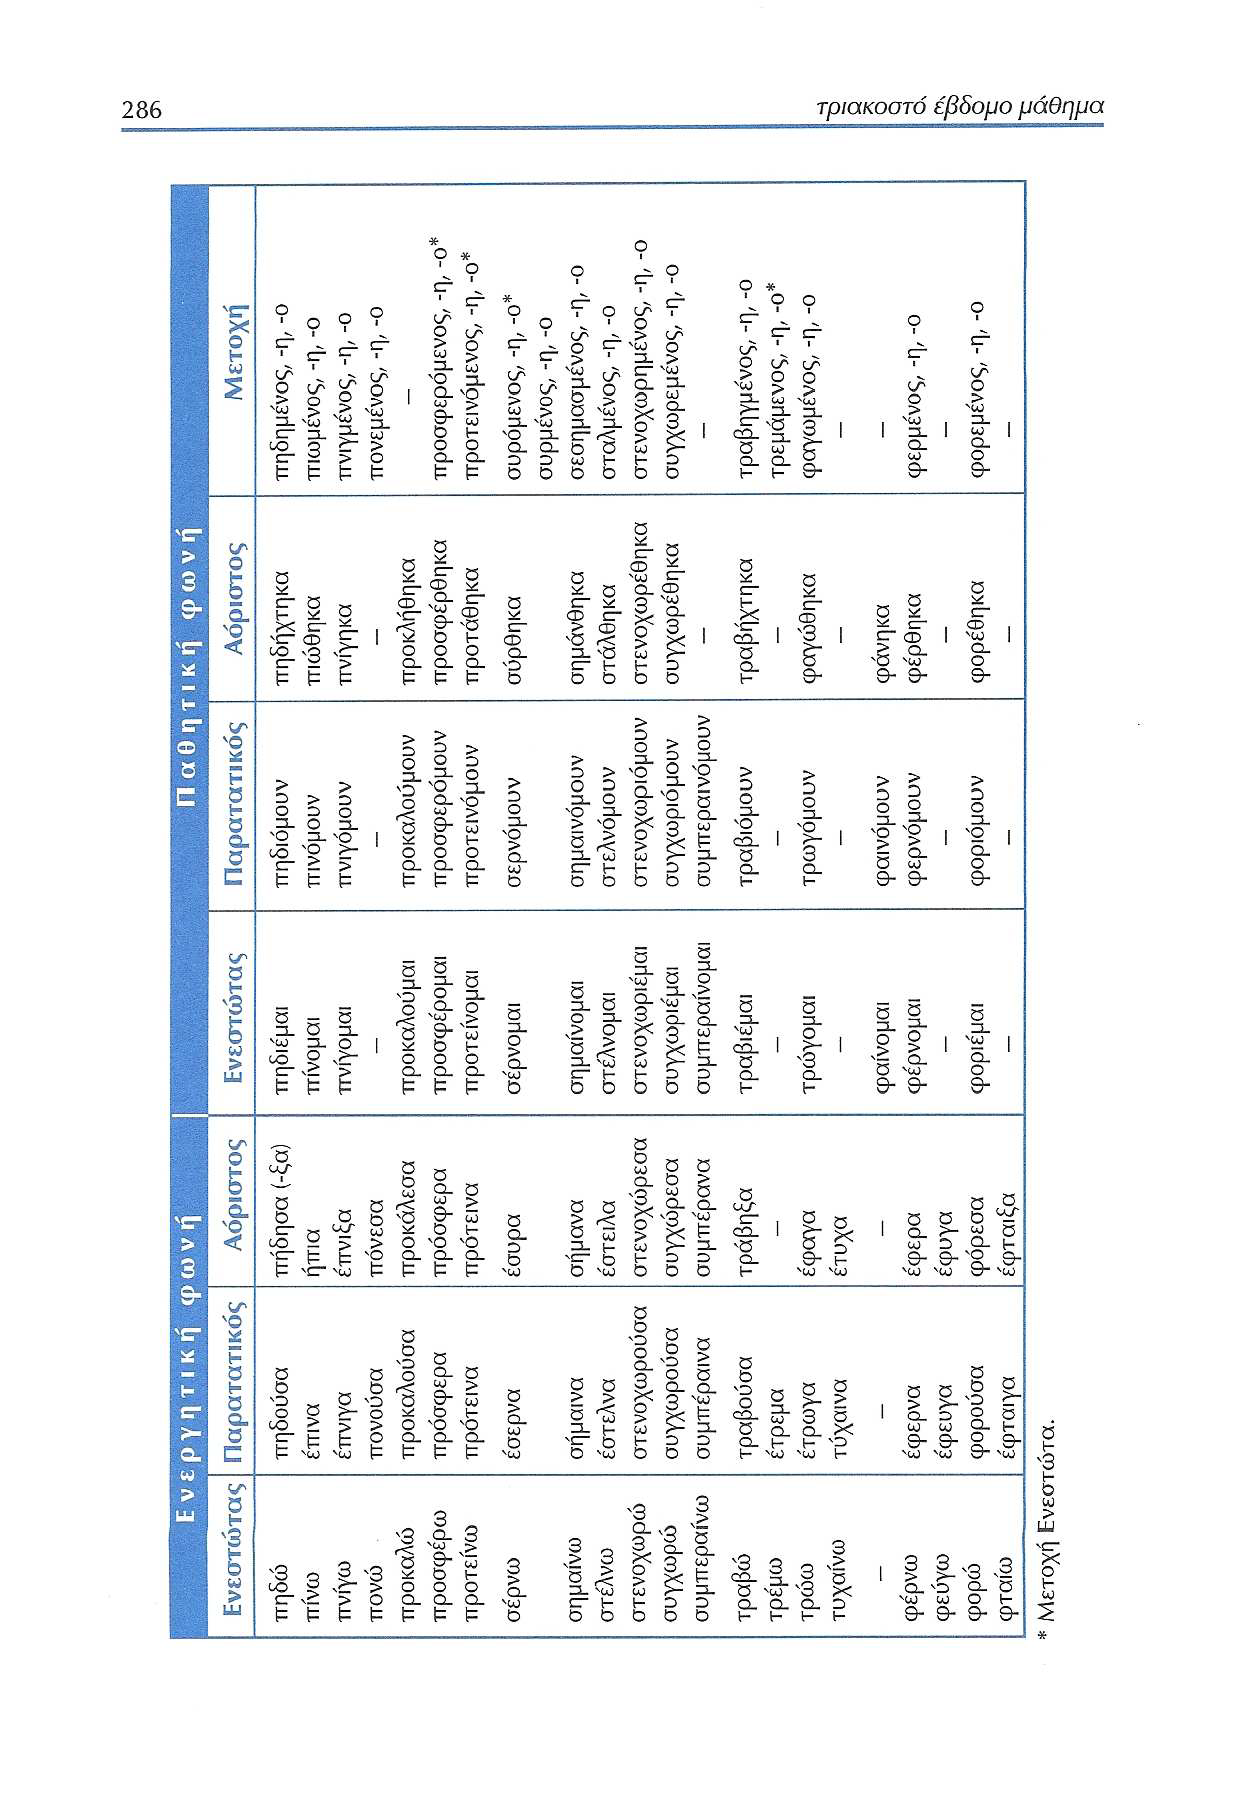 286 τριακοστό έβδομο μάθημα
Ενεργητική φωνή Παθητική φωνή
Ενεστώτας Παρατατικός Αόριστος Ενεστώτας Παρατατικός Αόριστος Μετοχή
πηδώ πηδούσα πήδησα (-ξα) πηδιέμαι πηδιόμουν πηδήχτηκα πηδημένος, -η, -ο
πίνω έπινα ήπια πίνομαι πινόμουν πιώθηκα πιωμένος, -η, -ο
πνίγω έπνιγα έπνιξα πνίγομαι πνιγόμουν πνίγηκα πνιγμένος, -η, -ο
πονώ πονούσα πόνεσα – – – πονεμένος, -η, -ο
προκαλώ προκαλούσα προκάλεσα προκαλούμαι προκαλούμουν προκλήθηκα –
προσφέρω πρόσφερα πρόσφερα προσφέρομαι προσφερόμουν προσφέρθηκα προσφερόμενος, -η, -ο*
προτείνω πρότεινα πρότεινα προτείνομαι προτεινόμουν προτάθηκα προτεινόμενος, -η, -ο*
σέρνω έσερνα έσυρα σέρνομαι σερνόμουν σύρθηκα συρόμενος, -η, -ο*
συρμένος, -η, -ο
σημαίνω σήμαινα σήμανα σημαίνομαι σημαινόμουν σημάνθηκα σεσημασμένος, -η, -ο
στέλνω έστελνα έστειλα στέλνομαι στελνόμουν στάλθηκα σταλμένος, -η, -ο
στενοχωρώ στενοχωρούσα στενοχώρεσα στενοχωριέμαι στενοχωριόμουν στενοχωρέθηκα στενοχωρημένος, -η, -ο
συγχορώ συγχωρούσα συγχώρεσα συγχοριέμαι συγχωριόμουν συγχωρέθηκα συγχωρεμένος, -η, -ο
συμπεραίνω συμπέραινα συμπέρανα συμπεραίνομαι συμπεραινόμουν – –
τραβώ τραβούσα τράβηξα τραβιέμαι τραβιόμουν τραβήχτηκα τραβηγμένος, -η, -ο
τρέμω έτρεμα – – – – τρεμάμενος, -η, -ο*
τρώω έτρωγα έφαγα τρώγομαι τρωγόμουν φαγώθηκα φαγωμένος, -η, -ο
τυχαίνω τύχαινα έτυχα – – – –
– – – φαίνομαι φαινόμουν φάνηκα –
φέρνω έφερνα έφερα φέρνομαι φερνόμουν φέρθηκα φερμένος, -η, -ο
φεύγω έφευγα έφυγα – – – –
φορώ φορούσα φόρεσα φοριέμαι φοριόμουν φορέθηκα φορεμένος, -η, -ο
φταίω έφταιγα έφταιξα – – – –
* Μετοχή Ενεστώτα.